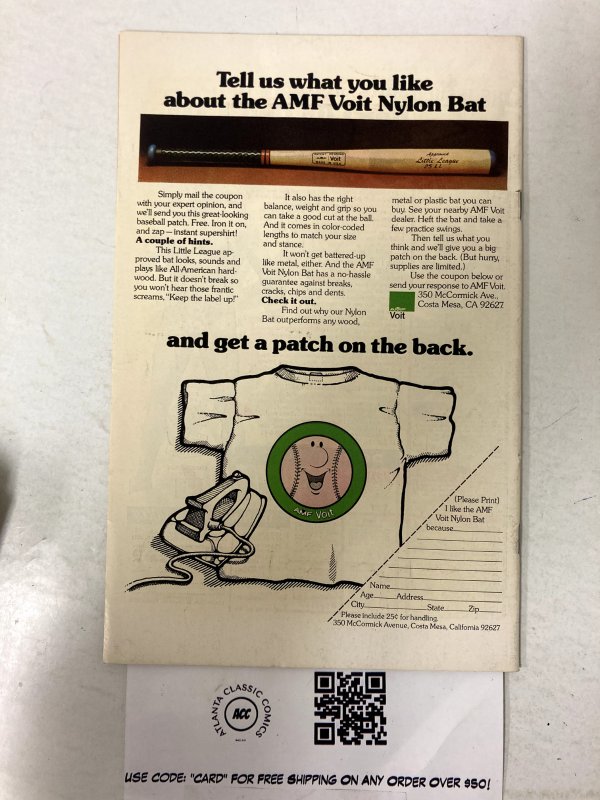 Tell us what you like
about the AMF Voit Nylon Bat
Voit
Approved
Little League
Simply mail the coupon
with your expert opinion, and
we'll send you this great-looking
baseball patch. Free. Iron it on,
and zap — instant supershirt!
A couple of hints.
This Little League ap-
proved bat looks, sounds and
plays like All-American hard-
wood. But it doesn't break so
you won't hear those frantic
screams, "Keep the label up!"
It also has the right
balance, weight and grip so you
can take a good cut at the ball.
And it comes in color-coded
lengths to match your size
and stance.
It won't get battered-up
like metal, either. And the AMF
Voit Nylon Bat has a no-hassle
guarantee against breaks,
cracks, chips and dents.
Check it out.
Find out why our Nylon
Bat outperforms any wood,
metal or plastic bat you can
buy. See your nearby AMF Voit
dealer. Heft the bat and take a
few practice swings.
Then tell us what you
think and we'll give you a big
patch on the back. (But hurry,
supplies are limited.)
Use the coupon below or
send your response to AMF Voit,
350 McCormick Ave.,
Costa Mesa, CA 92627
Voit
and get a patch on the back.
AMF Voit
(Please Print)
I like the AMF
Voit Nylon Bat
because
Name
Age Address
City State Zip
Please include 25¢ for handling.
350 McCormick Avenue, Costa Mesa, California 92627
ATLANTA CLASSIC COMICS
ACC
USE CODE: "CARD" FOR FREE SHIPPING ON ANY ORDER OVER $50!